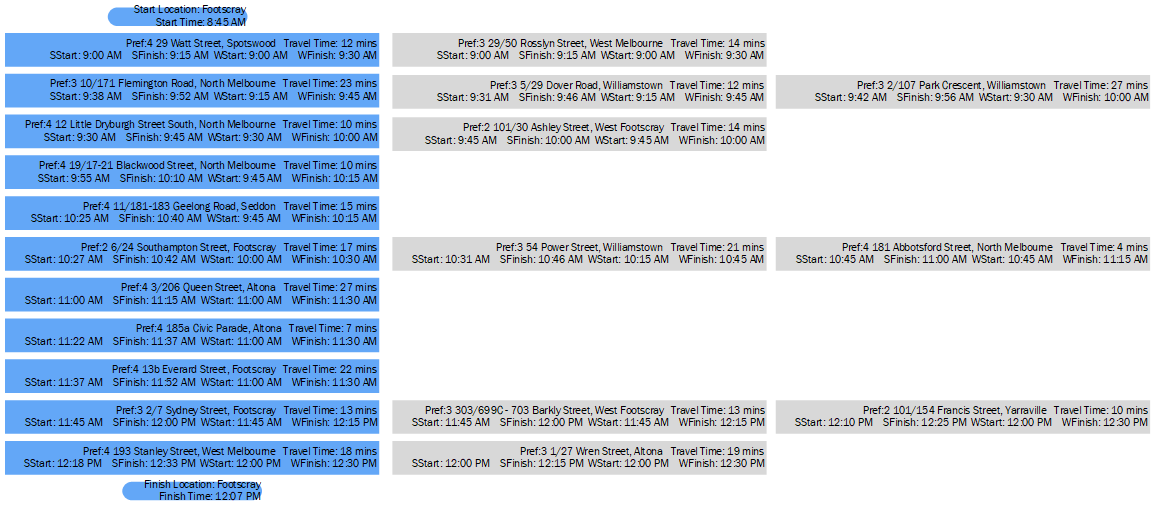 Start Location: Footscray
Start Time: 8:45 AM
Pref:4 29 Watt Street, Spotswood Travel Time: 12 mins
SStart: 9:00 AM SFinish: 9:15 AM WStart: 9:00 AM WFinish: 9:30 AM
Pref:3 29/50 Rosslyn Street, West Melbourne Travel Time: 14 mins
SStart: 9:00 AM SFinish: 9:15 AM WStart: 9:00 AM WFinish: 9:30 AM
Pref:3 10/171 Flemington Road, North Melbourne Travel Time: 23 mins
SStart: 9:38 AM SFinish: 9:52 AM WStart: 9:15 AM WFinish: 9:45 AM
Pref:3 5/29 Dover Road, Williamstown Travel Time: 12 mins
SStart: 9:31 AM SFinish: 9:46 AM WStart: 9:15 AM WFinish: 9:45 AM
Pref:3 2/107 Park Crescent, Williamstown Travel Time: 27 mins
SStart: 9:42 AM SFinish: 9:56 AM WStart: 9:30 AM WFinish: 10:00 AM
Pref:4 12 Little Dryburgh Street South, North Melbourne Travel Time: 10 mins
SStart: 9:30 AM SFinish: 9:45 AM WStart: 9:30 AM WFinish: 10:00 AM
Pref:2 101/30 Ashley Street, West Footscray Travel Time: 14 mins
SStart: 9:45 AM SFinish: 10:00 AM WStart: 9:45 AM WFinish: 10:00 AM
Pref:4 19/17-21 Blackwood Street, North Melbourne Travel Time: 10 mins
SStart: 9:55 AM SFinish: 10:10 AM WStart: 9:45 AM WFinish: 10:15 AM
Pref:4 11/181-183 Geelong Road, Seddon Travel Time: 15 mins
SStart: 10:25 AM SFinish: 10:40 AM WStart: 9:45 AM WFinish: 10:15 AM
Pref:2 6/24 Southampton Street, Footscray Travel Time: 17 mins
SStart: 10:27 AM SFinish: 10:42 AM WStart: 10:00 AM WFinish: 10:30 AM
Pref:3 54 Power Street, Williamstown Travel Time: 21 mins
SStart: 10:31 AM SFinish: 10:46 AM WStart: 10:15 AM WFinish: 10:45 AM
Pref:4 181 Abbotsford Street, North Melbourne Travel Time: 4 mins
SStart: 10:45 AM SFinish: 11:00 AM WStart: 10:45 AM WFinish: 11:15 AM
Pref:4 3/206 Queen Street, Altona Travel Time: 27 mins
SStart: 11:00 AM SFinish: 11:15 AM WStart: 11:00 AM WFinish: 11:30 AM
Pref:4 185a Civic Parade, Altona Travel Time: 7 mins
SStart: 11:22 AM SFinish: 11:37 AM WStart: 11:00 AM WFinish: 11:30 AM
Pref:4 13b Everard Street, Footscray Travel Time: 22 mins
SStart: 11:37 AM SFinish: 11:52 AM WStart: 11:00 AM WFinish: 11:30 AM
Pref:3 2/7 Sydney Street, Footscray Travel Time: 13 mins
SStart: 11:45 AM SFinish: 12:00 PM WStart: 11:45 AM WFinish: 12:15 PM
Pref:3 303/699C - 703 Barkly Street, West Footscray Travel Time: 13 mins
SStart: 11:45 AM SFinish: 12:00 PM WStart: 11:45 AM WFinish: 12:15 PM
Pref:2 101/154 Francis Street, Yarraville Travel Time: 10 mins
SStart: 12:10 PM SFinish: 12:25 PM WStart: 12:00 PM WFinish: 12:30 PM
Pref:4 193 Stanley Street, West Melbourne Travel Time: 18 mins
SStart: 12:18 PM SFinish: 12:33 PM WStart: 12:00 PM WFinish: 12:30 PM
Pref:3 1/27 Wren Street, Altona Travel Time: 19 mins
SStart: 12:00 PM SFinish: 12:15 PM WStart: 12:00 PM WFinish: 12:30 PM
Finish Location: Footscray
Finish Time: 12:07 PM